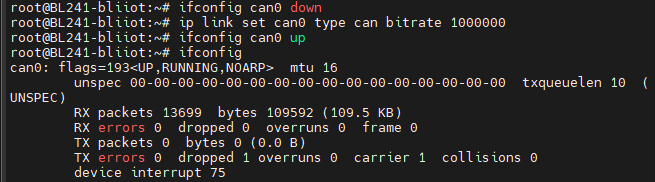 root@BL241-bliiot:~# ifconfig can0 down
root@BL241-bliiot:~# ip link set can0 type can bitrate 1000000
root@BL241-bliiot:~# ifconfig can0 up
root@BL241-bliiot:~# ifconfig
can0: flags=193<UP,RUNNING,NOARP>  mtu 16
        unspec 00-00-00-00-00-00-00-00-00-00-00-00-00-00-00-00  txqueuelen 10  (
UNSPEC)
        RX packets 13699  bytes 109592 (109.5 KB)
        RX errors 0  dropped 0  overruns 0  frame 0
        TX packets 0  bytes 0 (0.0 B)
        TX errors 0  dropped 1 overruns 0  carrier 1  collisions 0
        device interrupt 75